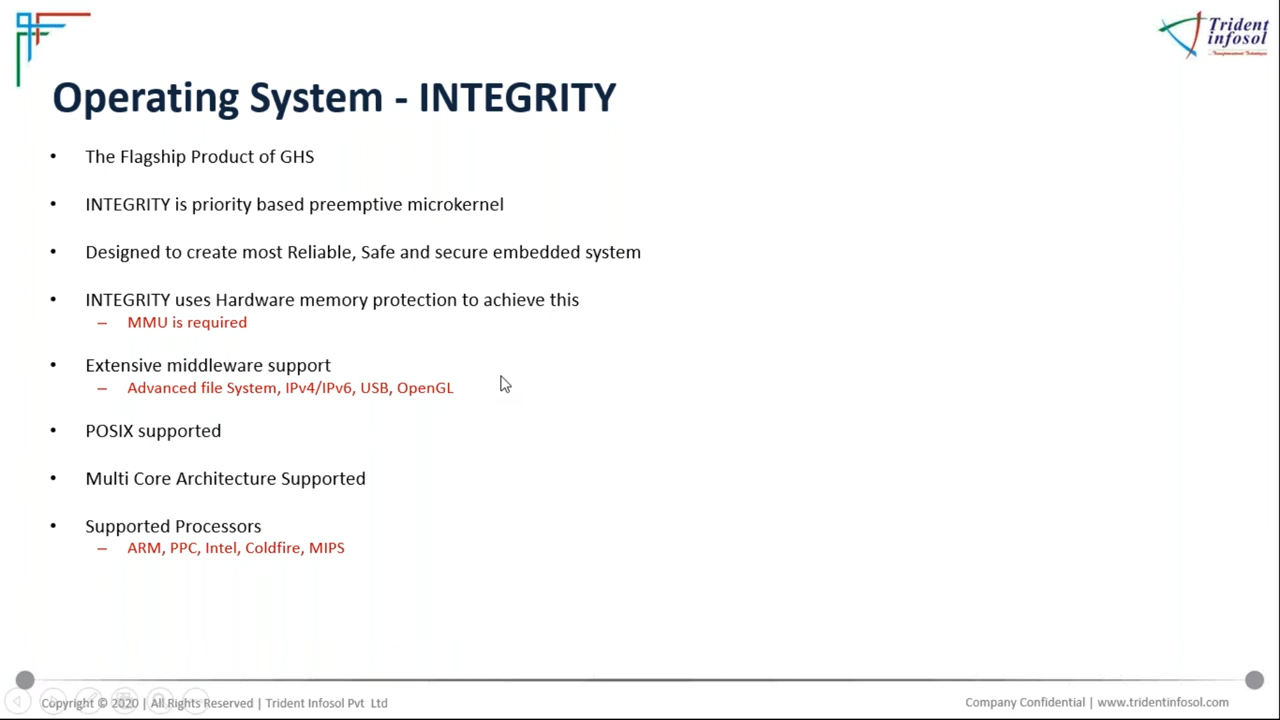 Trident
infosol
Operating System - INTEGRITY
• The Flagship Product of GHS
• INTEGRITY is priority based preemptive microkernel
• Designed to create most Reliable, Safe and secure embedded system
• INTEGRITY uses Hardware memory protection to achieve this
– MMU is required
• Extensive middleware support
– Advanced file System, IPv4/IPv6, USB, OpenGL
• POSIX supported
• Multi Core Architecture Supported
• Supported Processors
– ARM, PPC, Intel, Coldfire, MIPS
Copyright © 2020 | All Rights Reserved | Trident Infosol Pvt Ltd
Company Confidential | www.tridentinfosol.com